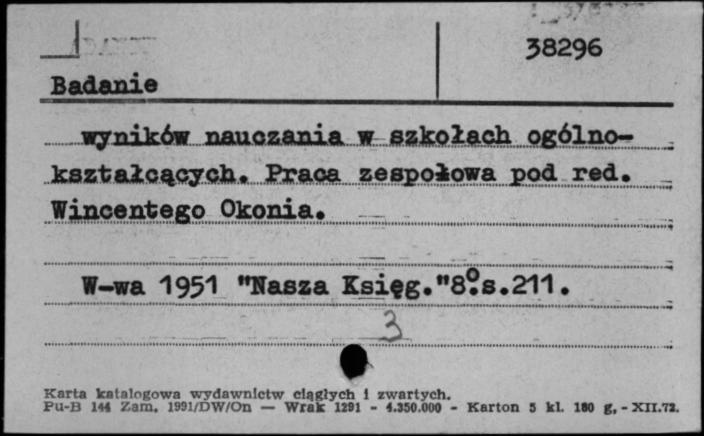 38296
Badanie
wyników nauczania w szkołach ogólno-
kształcących. Praca zespołowa pod red.
Wincentego Okonia.
W-wa 1951 "Nasza Księg."8°.s.211.
3
Karta katalogowa wydawnictw ciągłych i zwartych.
Pu-B 144 Zam. 1991/DW/On — Wrak 1291 - 4.350.000 - Karton 5 kl. 180 g, - XII.72.